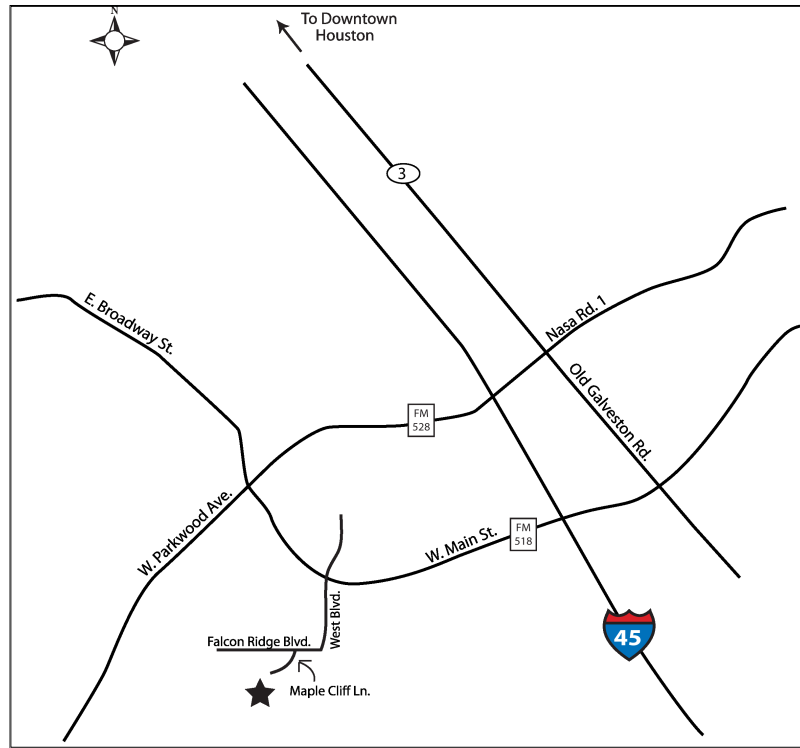 N
To Downtown
Houston
3
E. Broadway St.
Nasa Rd. 1
Old Galveston Rd.
FM
528
W. Parkwood Ave.
FM
518
W. Main St.
West Blvd.
45
Falcon Ridge Blvd.
Maple Cliff Ln.